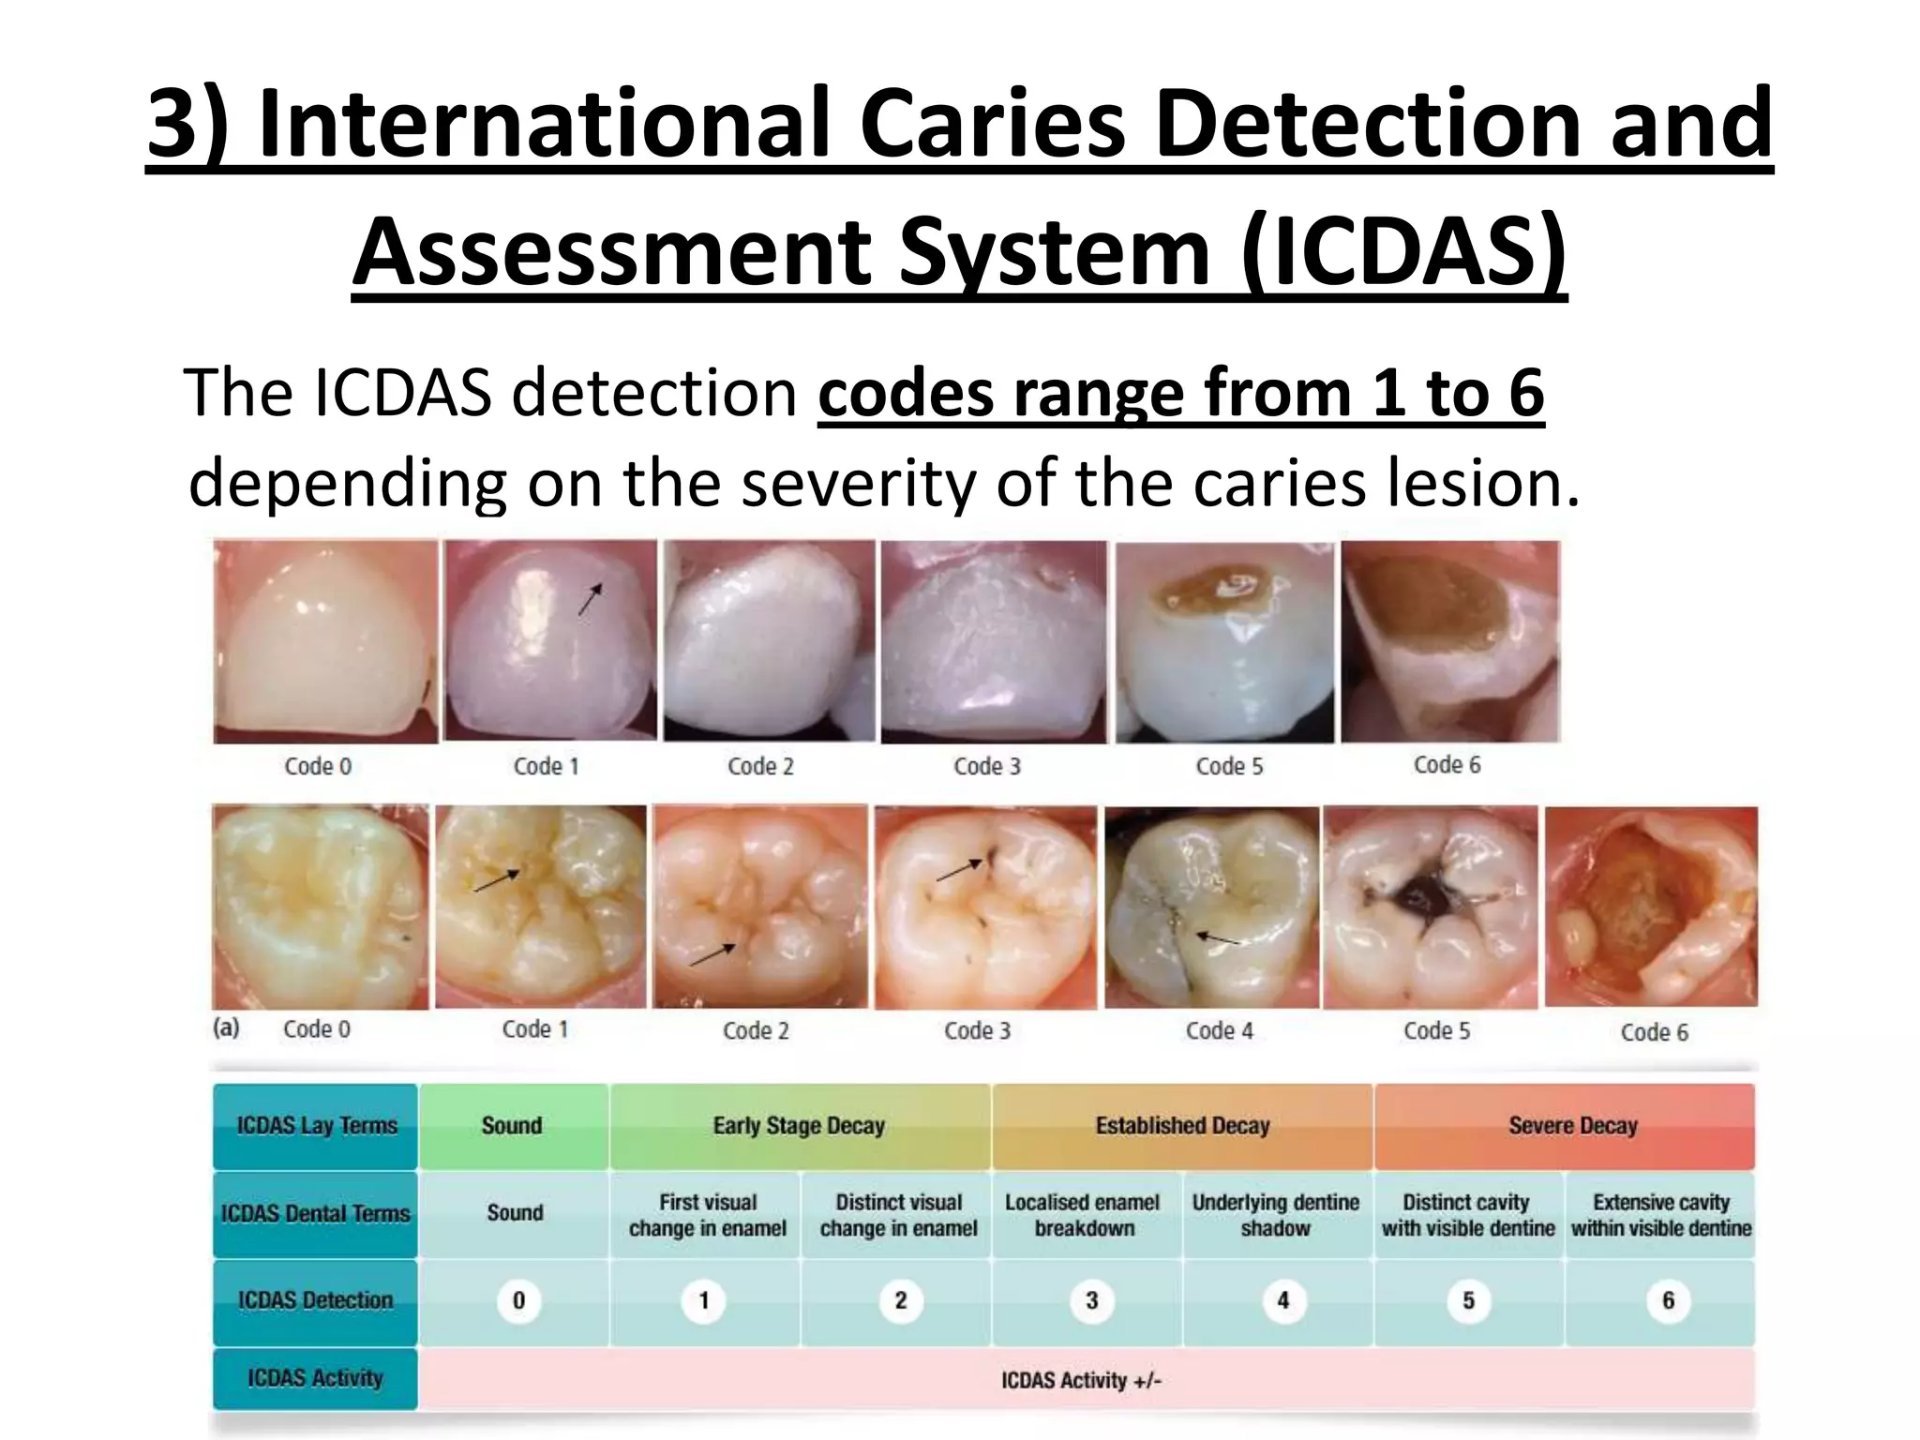 3) International Caries Detection and
Assessment System (ICDAS)
The ICDAS detection codes range from 1 to 6
depending on the severity of the caries lesion.
Code 0 Code 1 Code 2 Code 3 Code 5 Code 6
(a) Code 0 Code 1 Code 2 Code 3 Code 4 Code 5 Code 6
ICDAS Lay Terms Sound Early Stage Decay Established Decay Severe Decay
ICDAS Dental Terms Sound First visual change in enamel Distinct visual change in enamel Localised enamel breakdown Underlying dentine shadow Distinct cavity with visible dentine Extensive cavity within visible dentine
ICDAS Detection 0 1 2 3 4 5 6
ICDAS Activity ICDAS Activity +/-